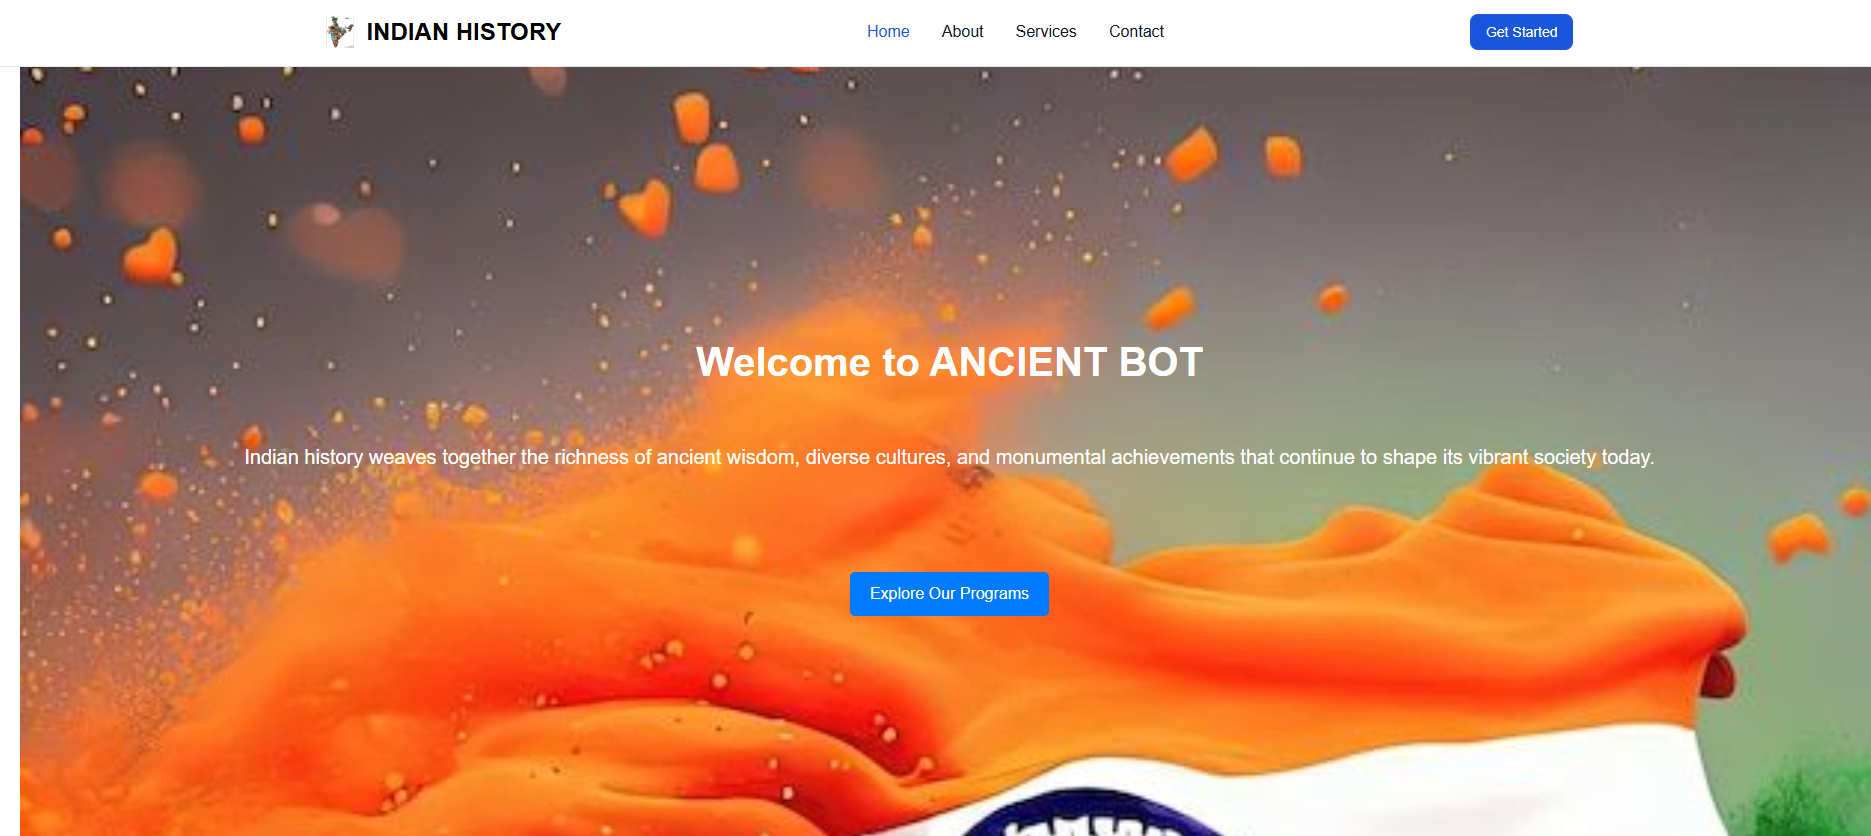 INDIAN HISTORY
Home About Services Contact
Get Started
Welcome to ANCIENT BOT
Indian history weaves together the richness of ancient wisdom, diverse cultures, and monumental achievements that continue to shape its vibrant society today.
Explore Our Programs